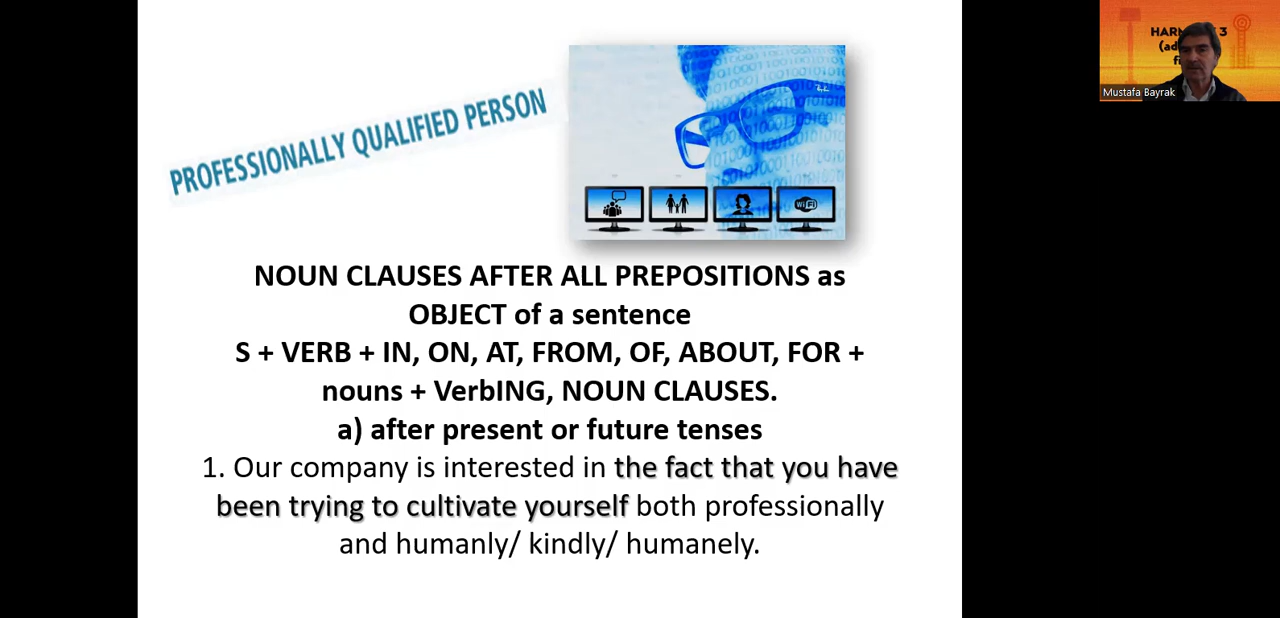 PROFESSIONALLY QUALIFIED PERSON
WiFi
NOUN CLAUSES AFTER ALL PREPOSITIONS as
OBJECT of a sentence
S + VERB + IN, ON, AT, FROM, OF, ABOUT, FOR +
nouns + VerbING, NOUN CLAUSES.
a) after present or future tenses
1. Our company is interested in the fact that you have
been trying to cultivate yourself both professionally
and humanly/ kindly/ humanely.
3
Mustafa Bayrak